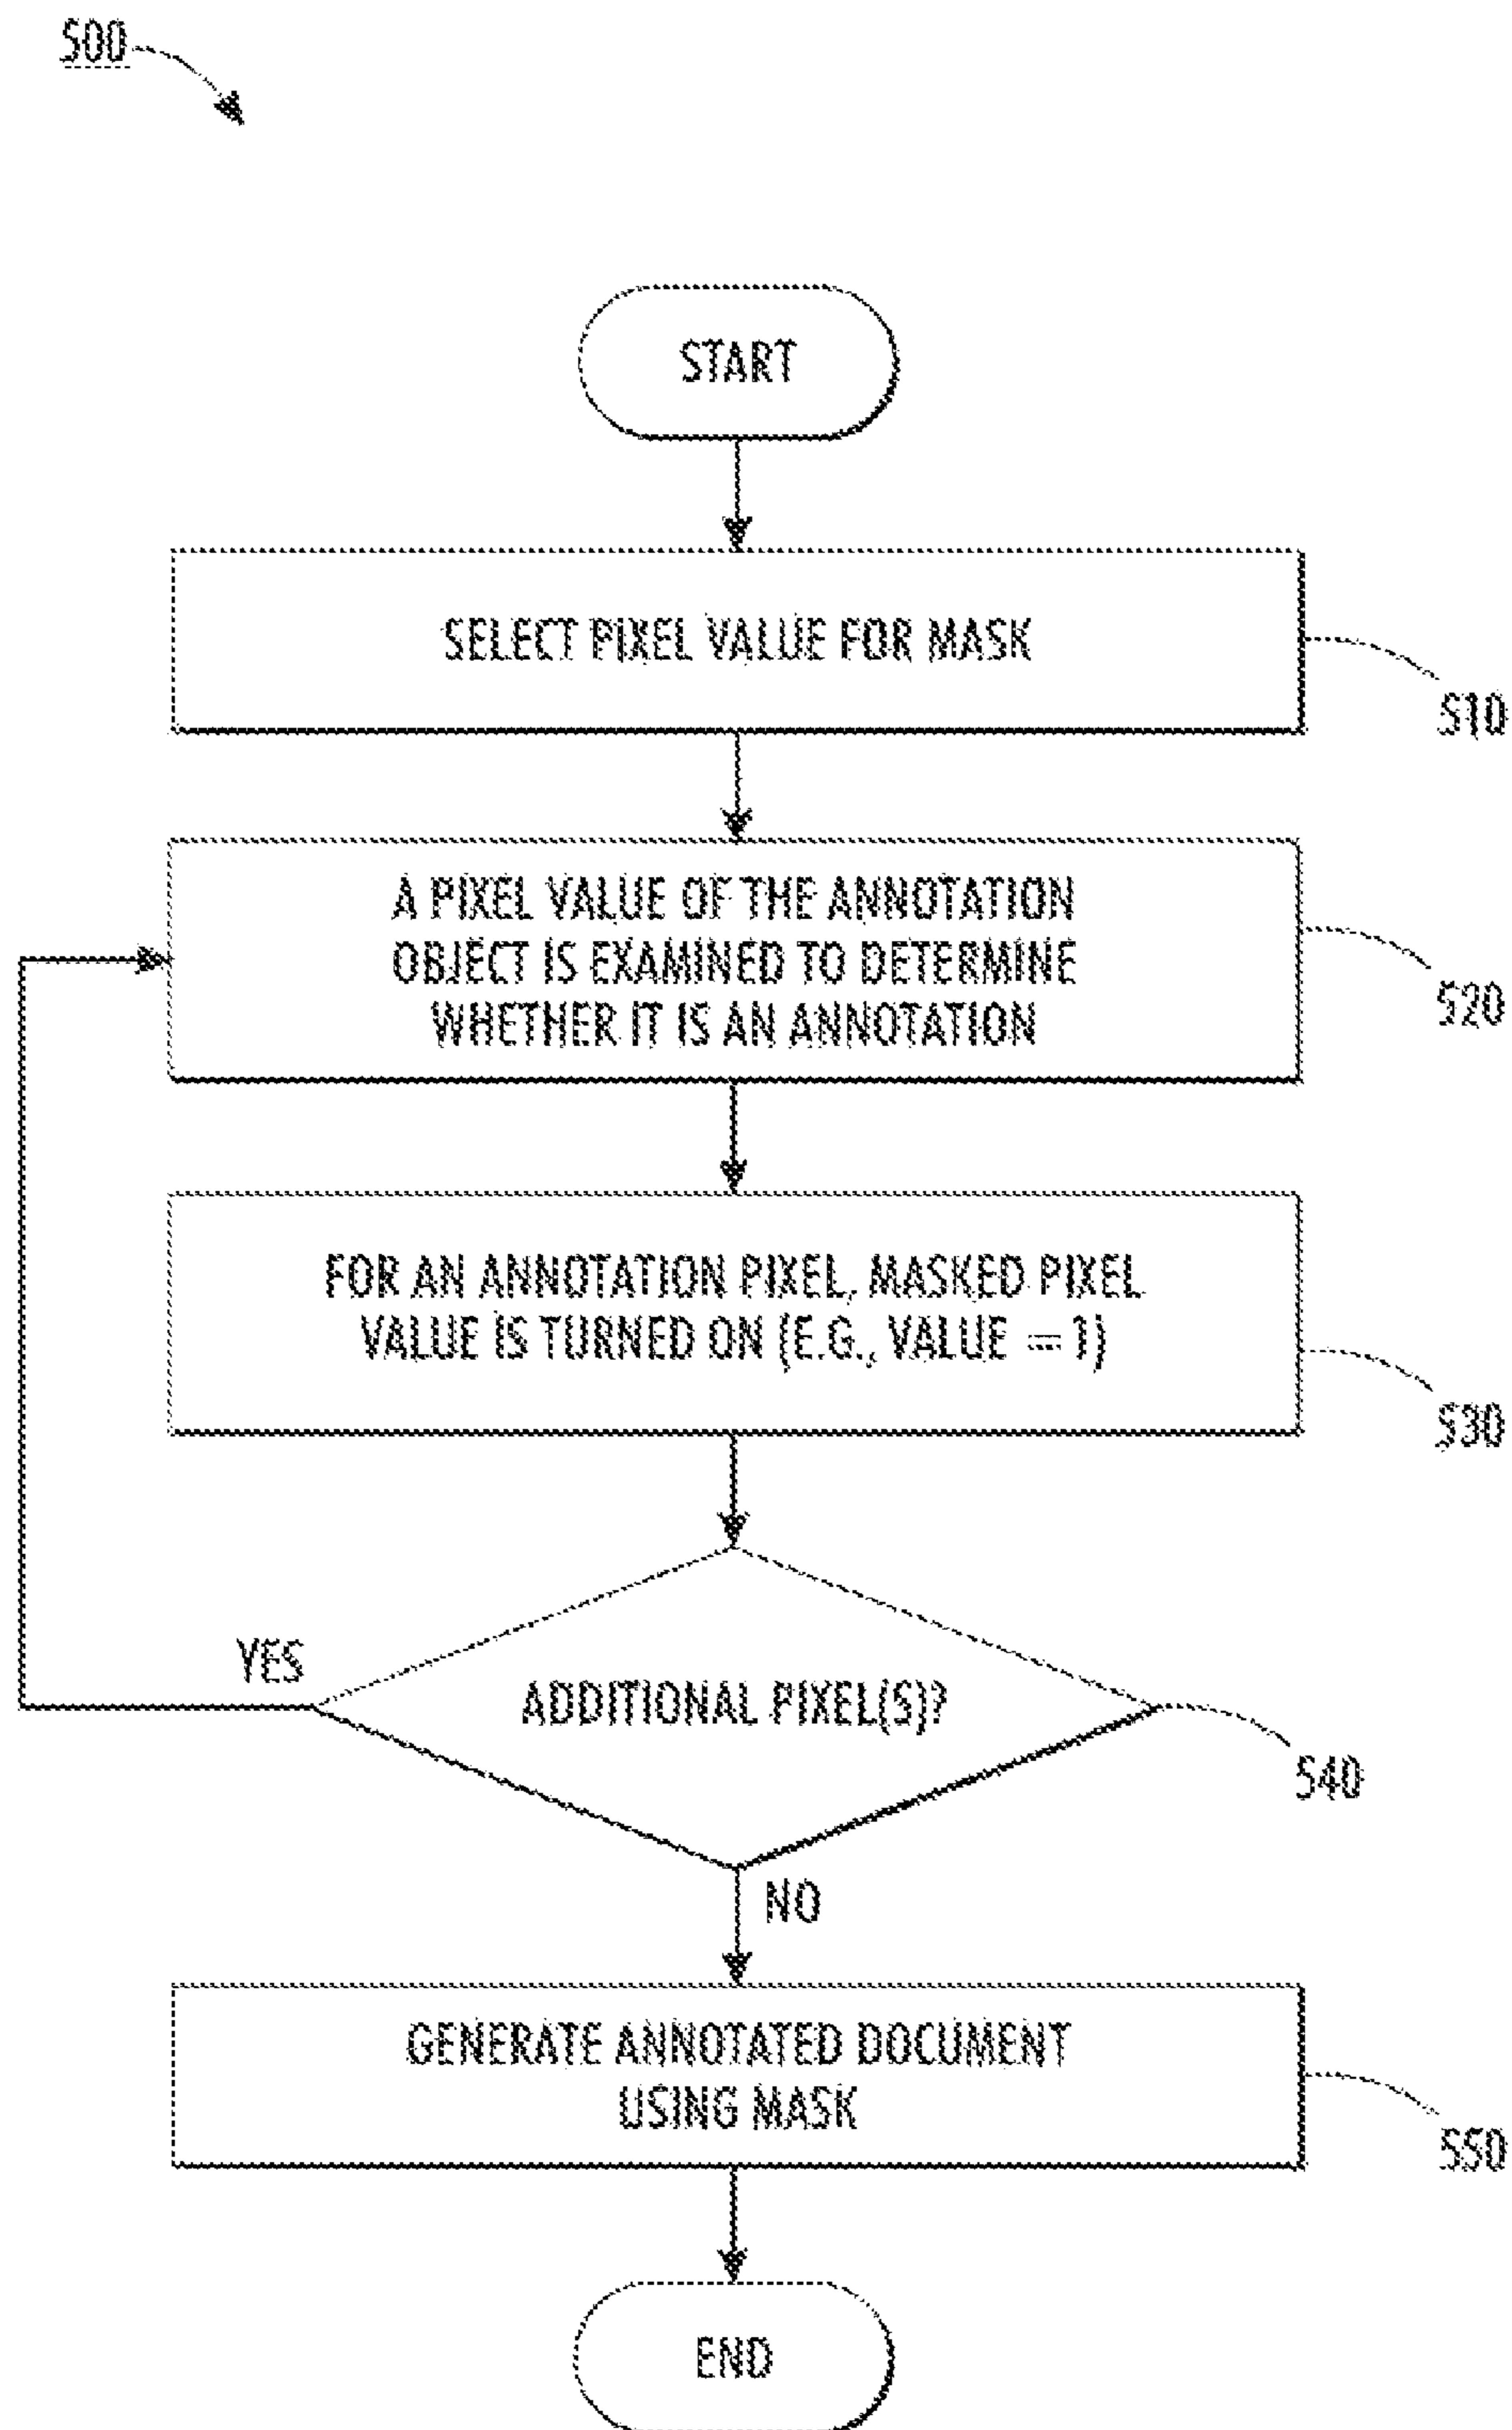 500
START
SELECT PIXEL VALUE FOR MASK
510
A PIXEL VALUE OF THE ANNOTATION
OBJECT IS EXAMINED TO DETERMINE
WHETHER IT IS AN ANNOTATION
520
FOR AN ANNOTATION PIXEL, MASKED PIXEL
VALUE IS TURNED ON (E.G., VALUE = 1)
530
YES
ADDITIONAL PIXEL(S)?
540
NO
GENERATE ANNOTATED DOCUMENT
USING MASK
550
END